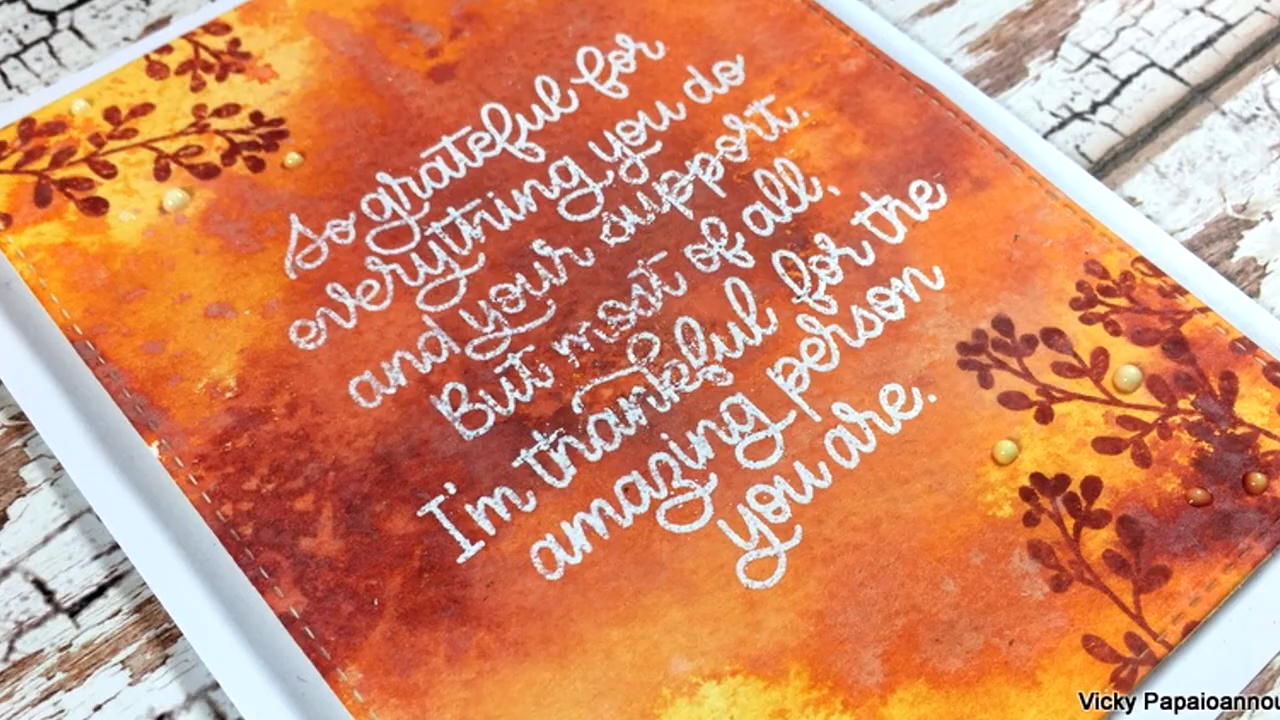 So grateful for
everything you do
and your support.
But most of all,
I'm thankful for the
amazing person
you are.
Vicky Papaioannou